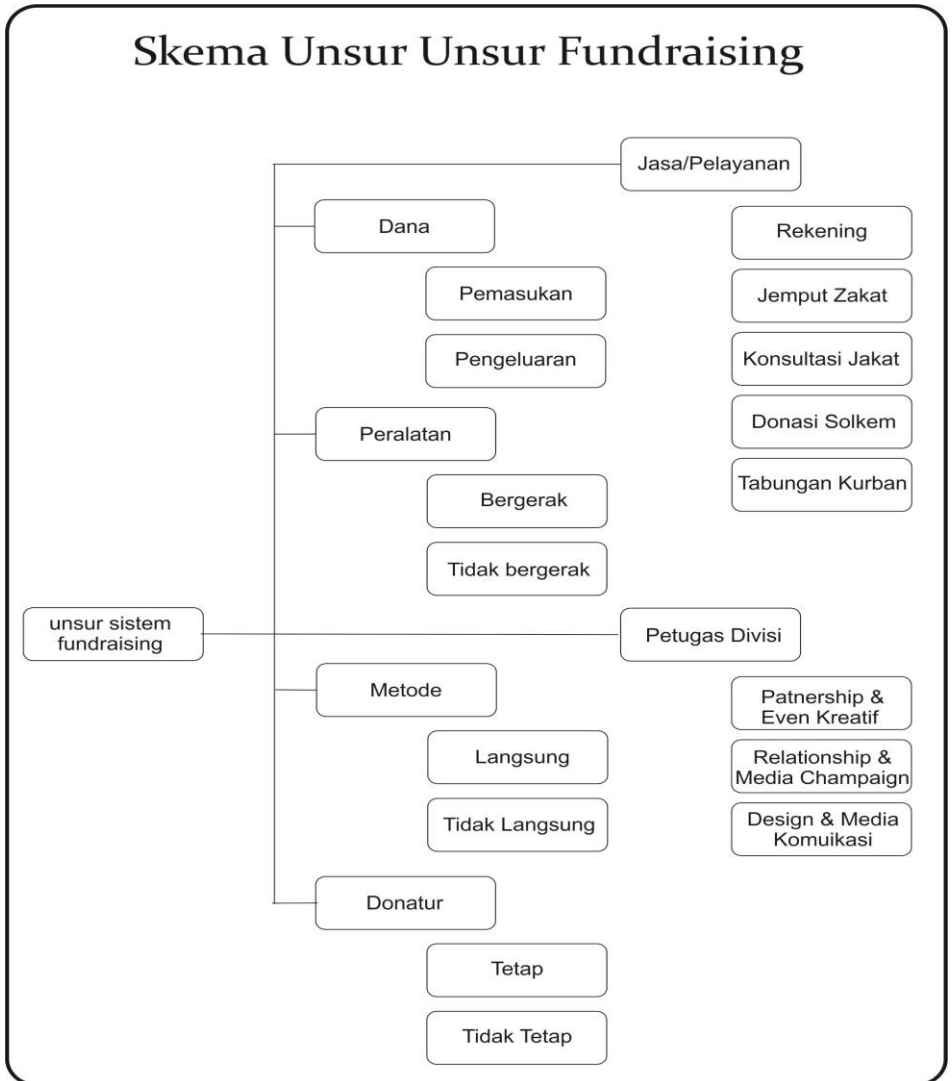 Skema Unsur Unsur Fundraising
Jasa/Pelayanan
Dana
Rekening
Pemasukan
Jemput Zakat
Pengeluaran
Konsultasi Jakat
Peralatan
Donasi Solkem
Bergerak
Tabungan Kurban
Tidak bergerak
unsur sistem
fundraising
Petugas Divisi
Metode
Patnership &
Even Kreatif
Langsung
Relationship &
Media Champaign
Tidak Langsung
Design & Media
Komuikasi
Donatur
Tetap
Tidak Tetap